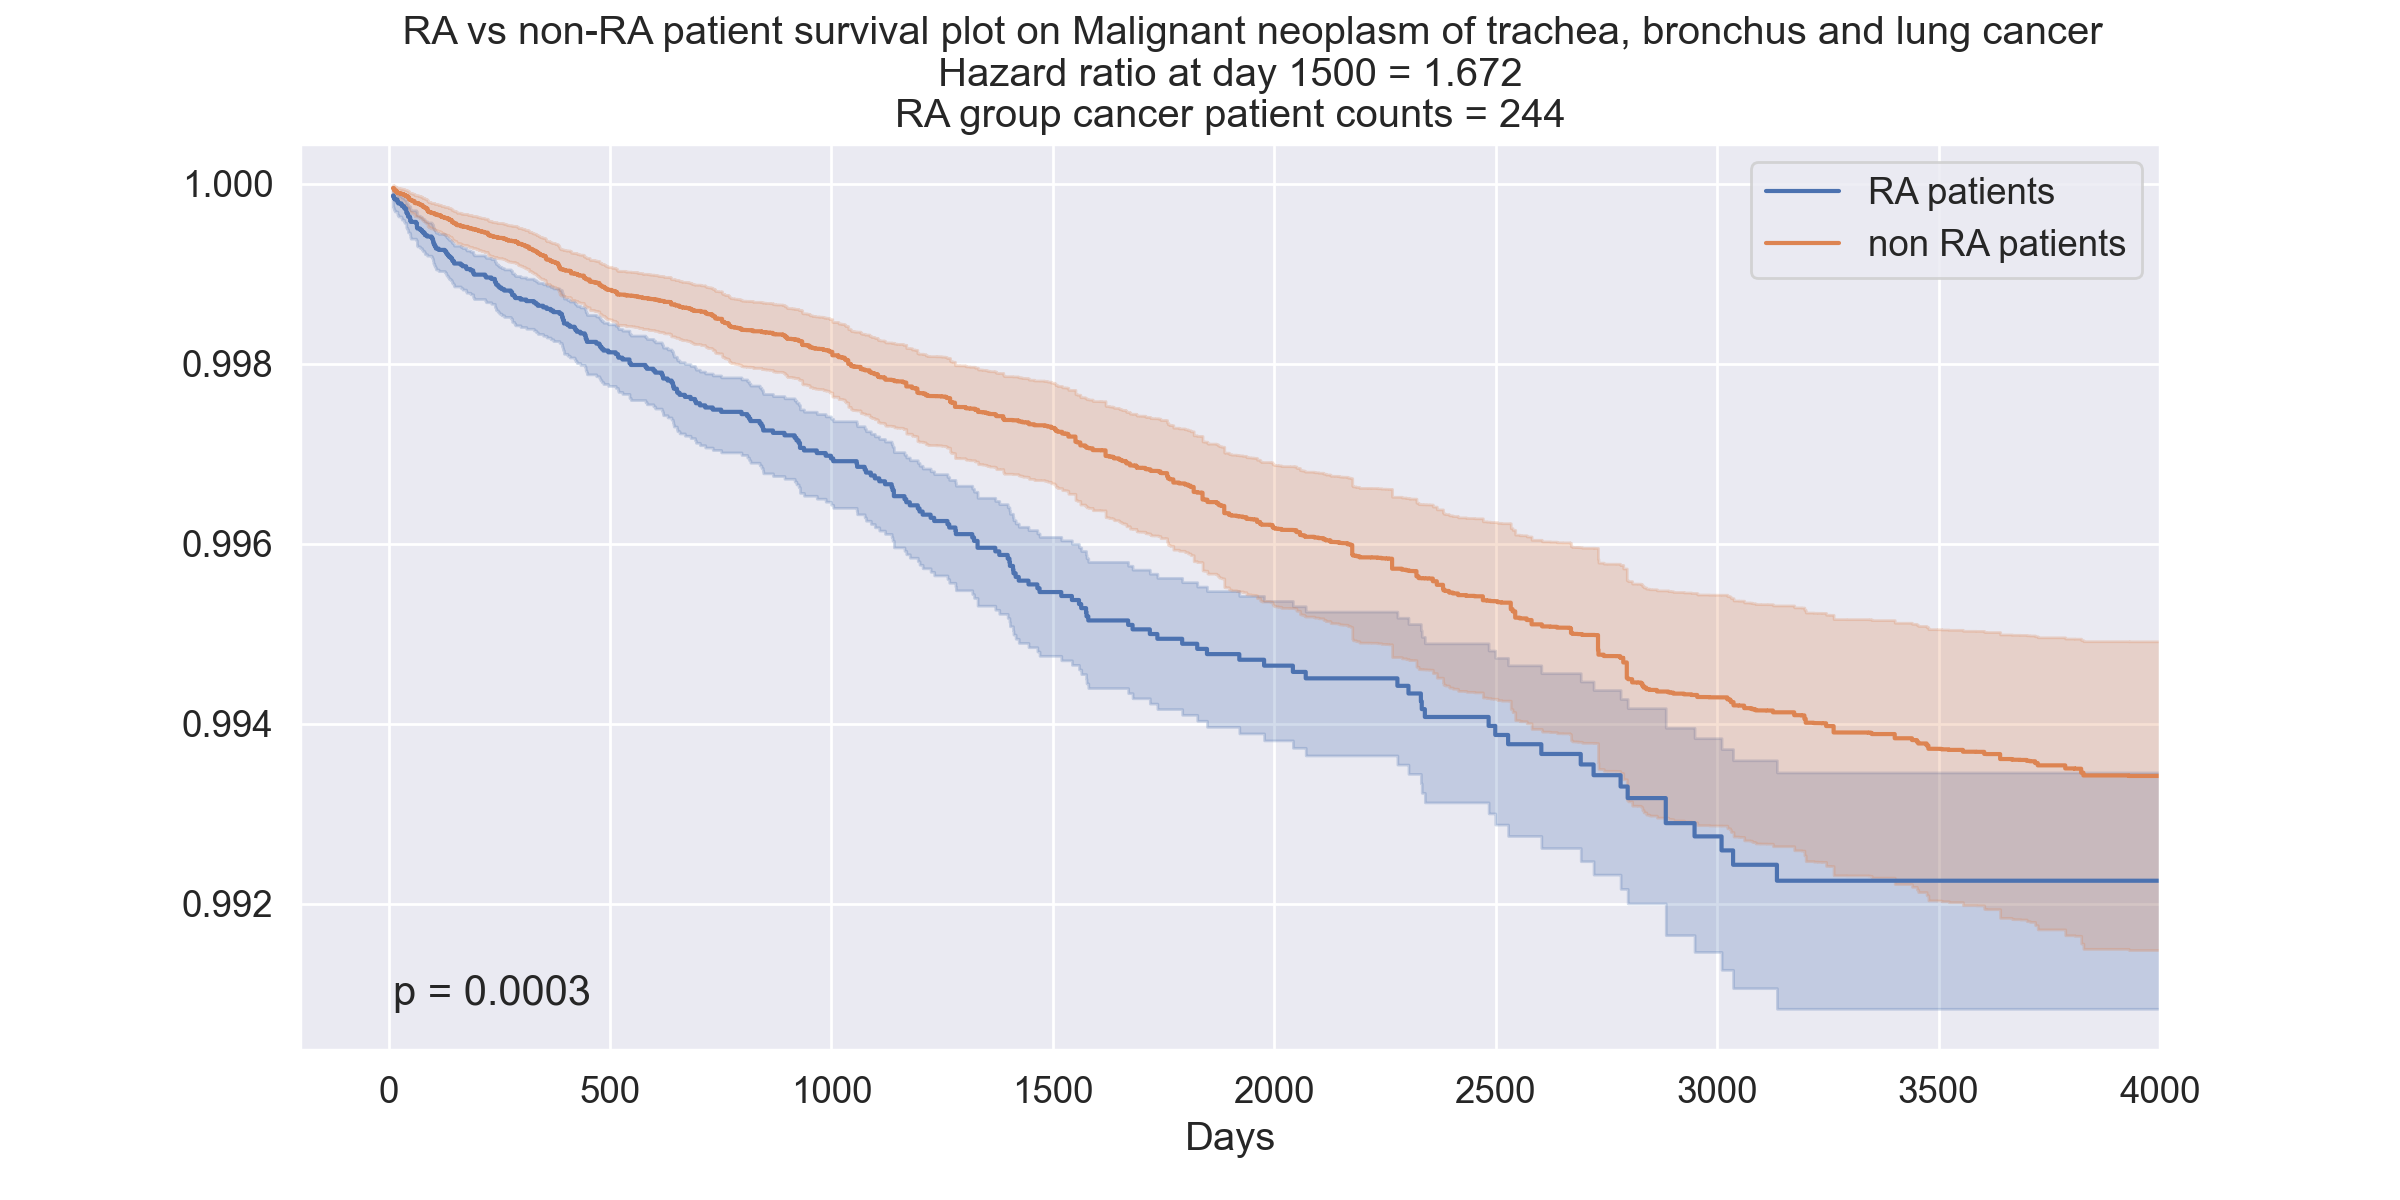 RA vs non-RA patient survival plot on Malignant neoplasm of trachea, bronchus and lung cancer
Hazard ratio at day 1500 = 1.672
RA group cancer patient counts = 244
RA patients
non RA patients
1.000
0.998
0.996
0.994
0.992
p = 0.0003
0 500 1000 1500 2000 2500 3000 3500 4000
Days